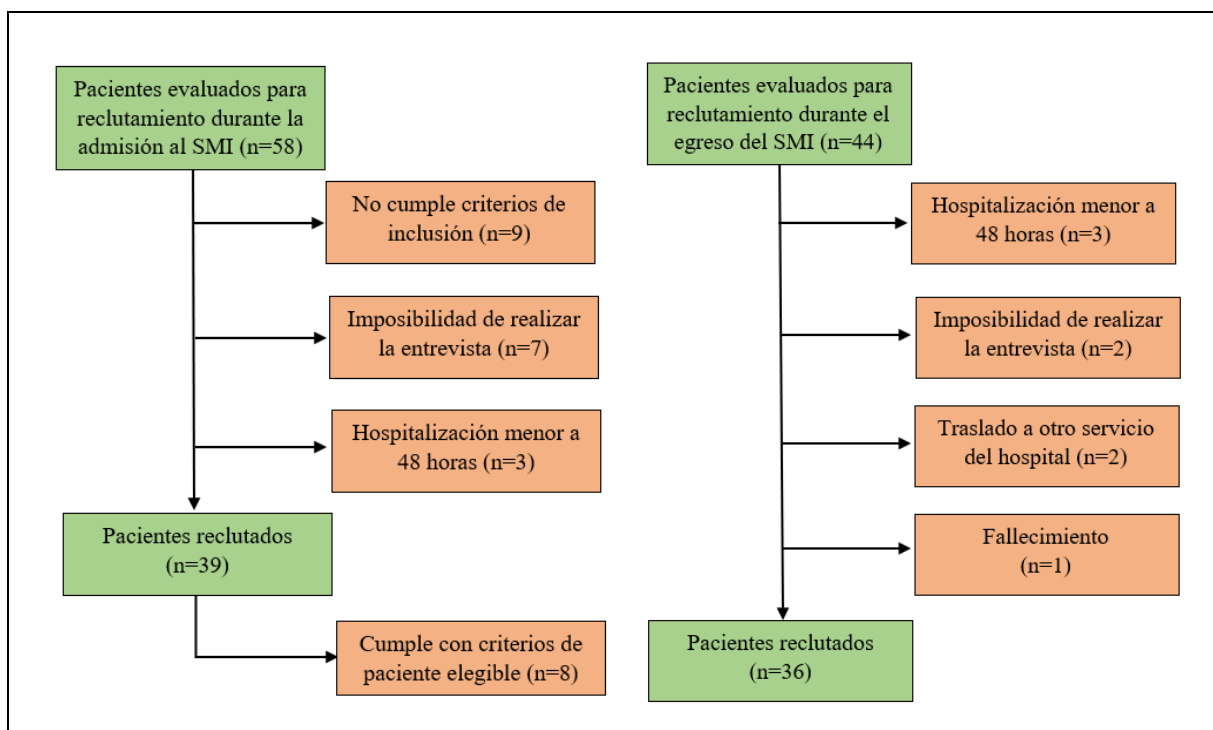 Pacientes evaluados para
reclutamiento durante la
admisión al SMI (n=58)
No cumple criterios de
inclusión (n=9)
Imposibilidad de realizar
la entrevista (n=7)
Hospitalización menor a
48 horas (n=3)
Pacientes reclutados
(n=39)
Cumple con criterios de
paciente elegible (n=8)
Pacientes evaluados para
reclutamiento durante el
egreso del SMI (n=44)
Hospitalización menor a
48 horas (n=3)
Imposibilidad de realizar
la entrevista (n=2)
Traslado a otro servicio
del hospital (n=2)
Fallecimiento
(n=1)
Pacientes reclutados
(n=36)